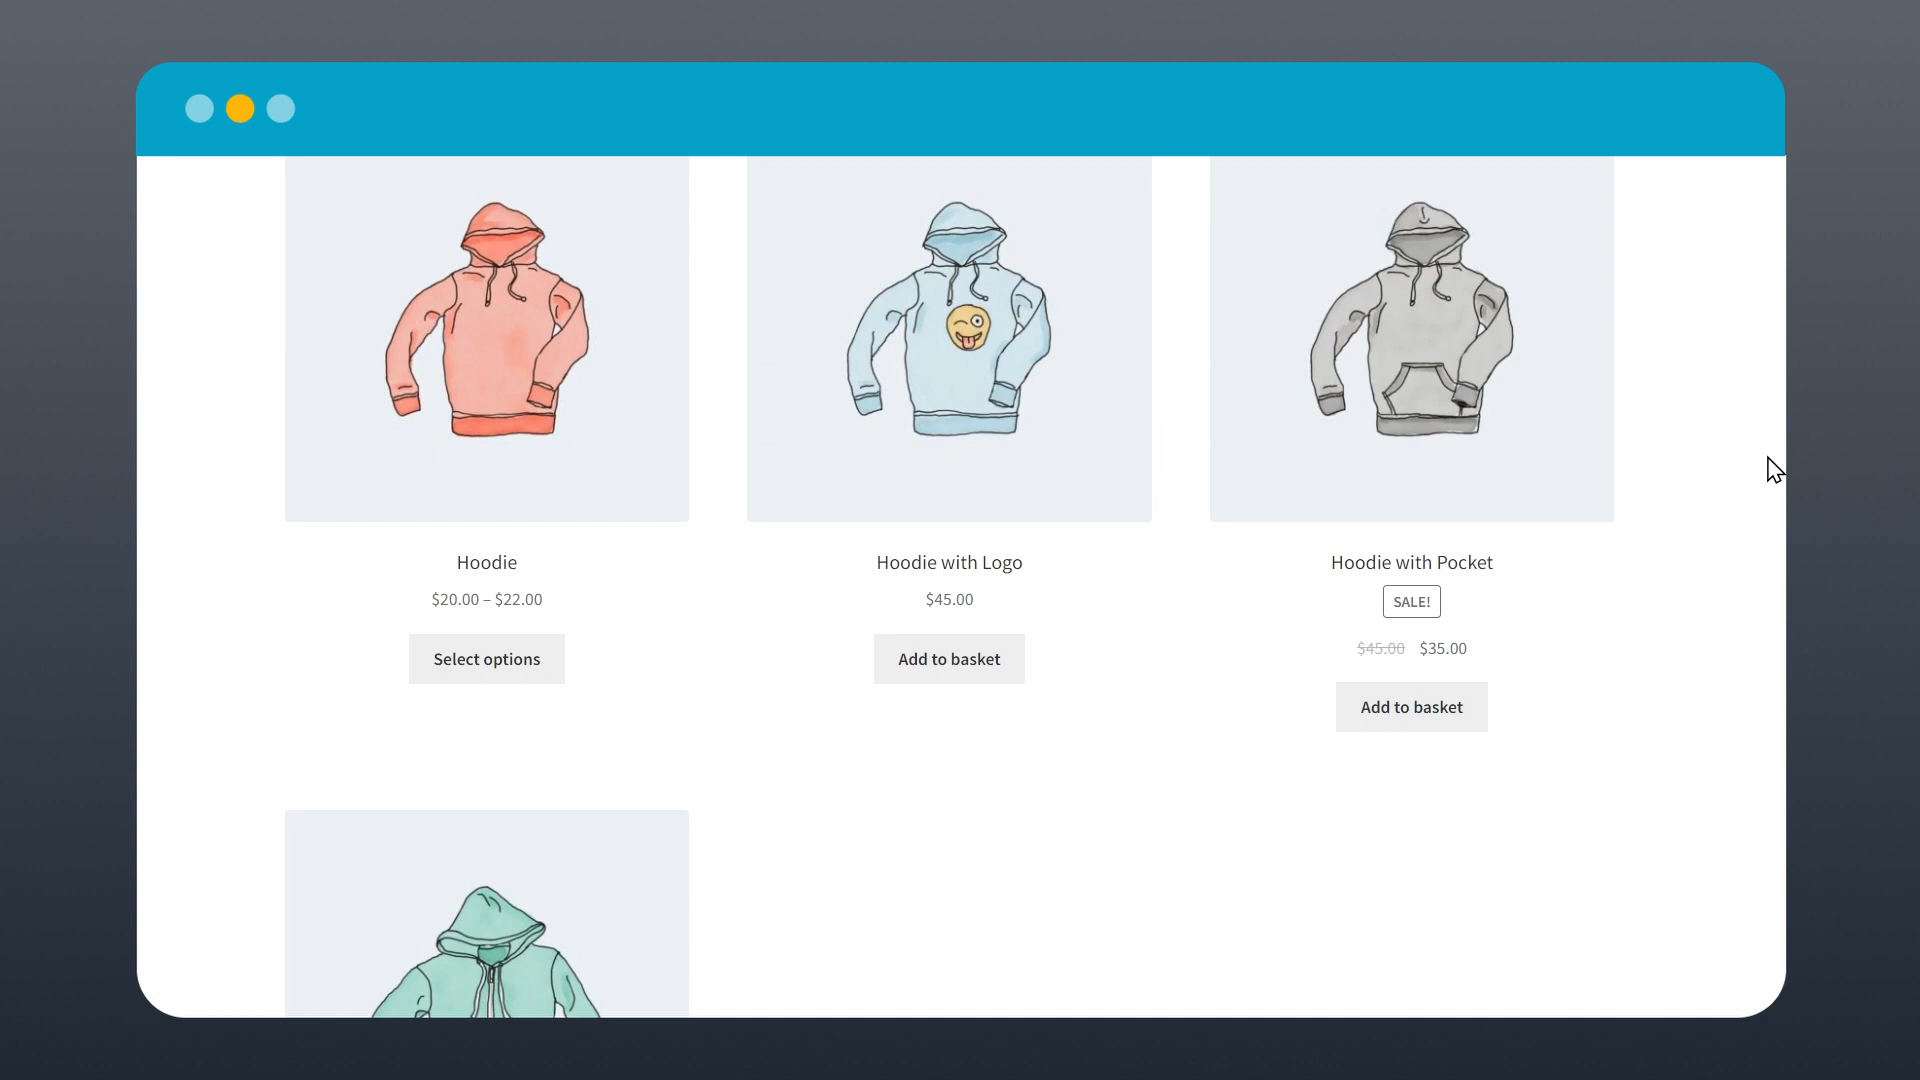 Hoodie
$20.00 – $22.00
Select options
Hoodie with Logo
$45.00
Add to basket
Hoodie with Pocket
SALE!
$45.00 $35.00
Add to basket